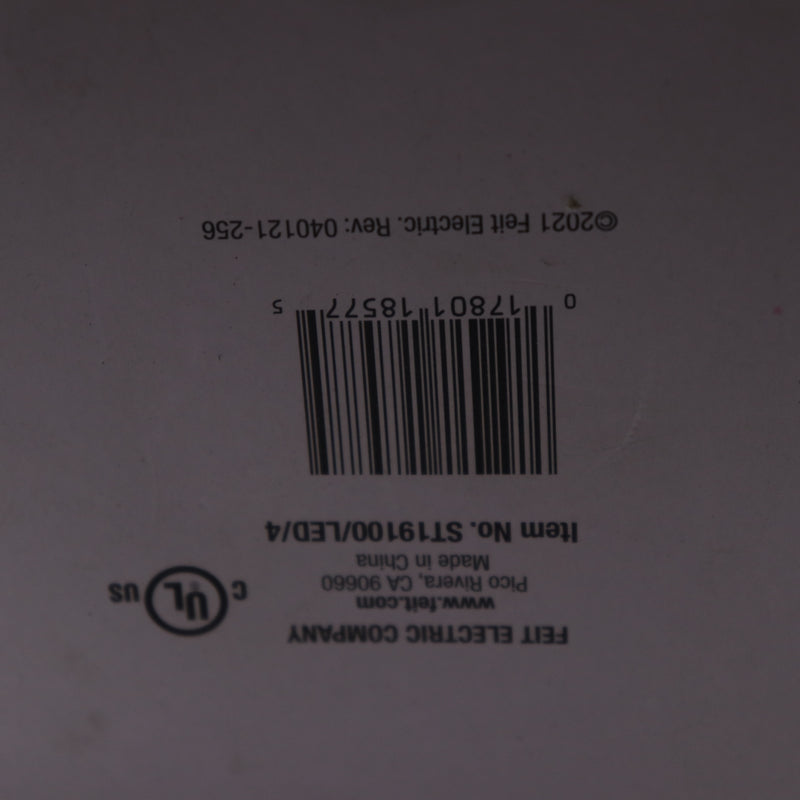 FEIT ELECTRIC COMPANY
www.feit.com
Pico Rivera, CA 90660
Made in China
C UL® US
Item No. ST19100/LED/4
0 17801 18577 5
©2021 Feit Electric. Rev: 040121-256